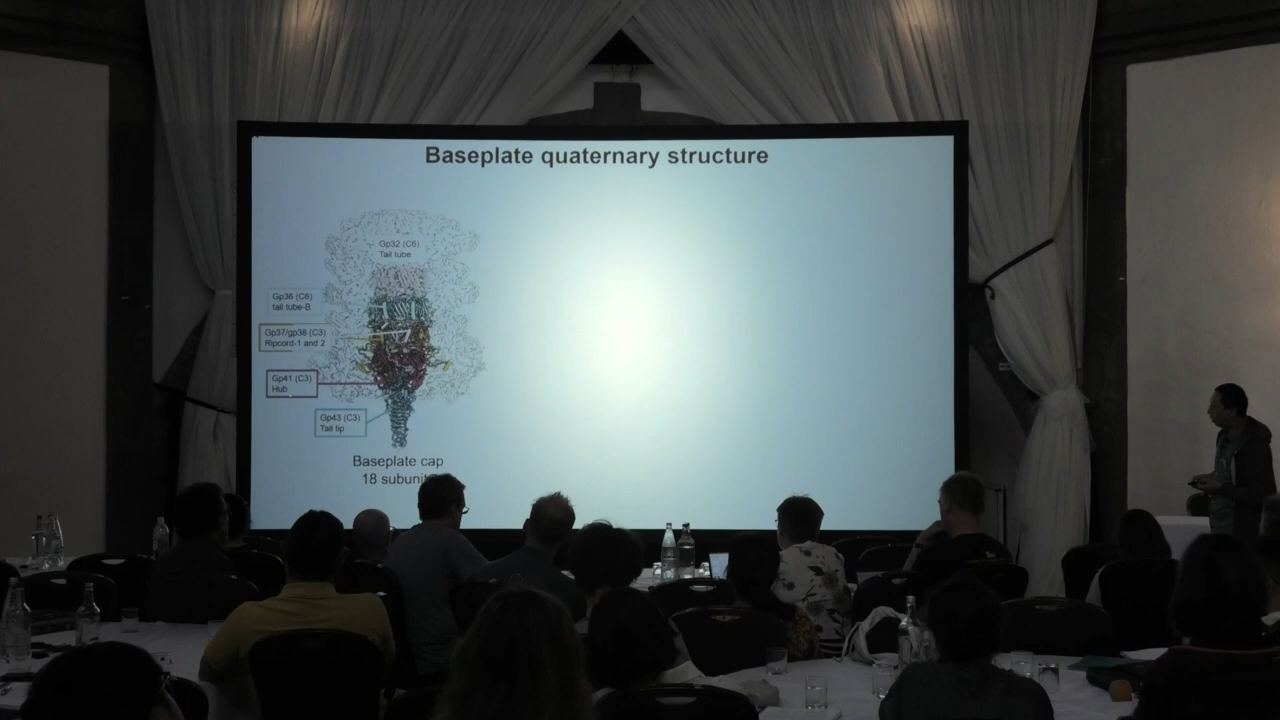 Baseplate quaternary structure
Gp32 (C6)
Tail tube
Gp36 (C6)
tail tube-B
Gp37/gp38 (C3)
Ripcord-1 and 2
Gp41 (C3)
Hub
Gp43 (C3)
Tail tip
Baseplate cap
18 subunit